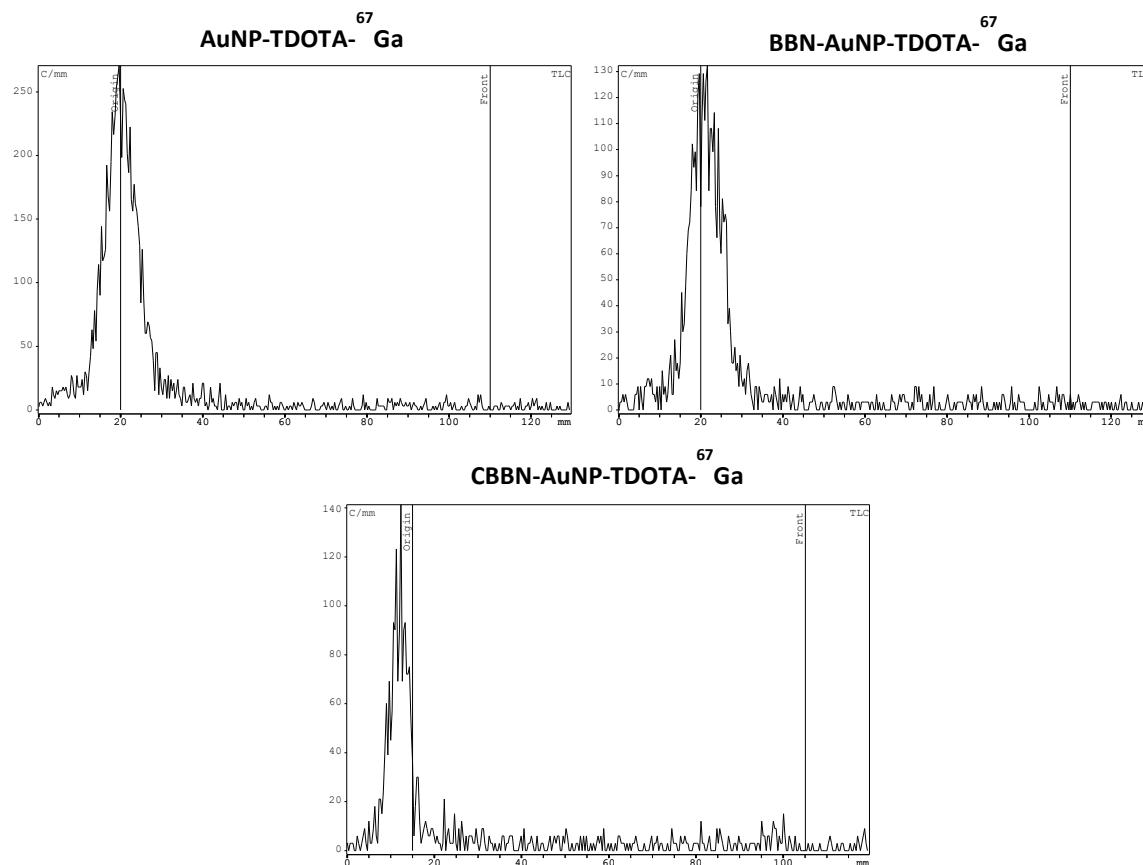 AuNP-TDOTA-⁶⁷Ga
C/mm
Origin
Front
TLC
250
200
150
100
50
0
0 20 40 60 80 100 120 mm
BBN-AuNP-TDOTA-⁶⁷Ga
C/mm
Origin
Front
TL
130
120
110
100
90
80
70
60
50
40
30
20
10
0
0 20 40 60 80 100 120 m
CBBN-AuNP-TDOTA-⁶⁷Ga
C/mm
Origin
Front
TLC
140
120
100
80
60
40
20
0
0 20 40 60 80 100 mm